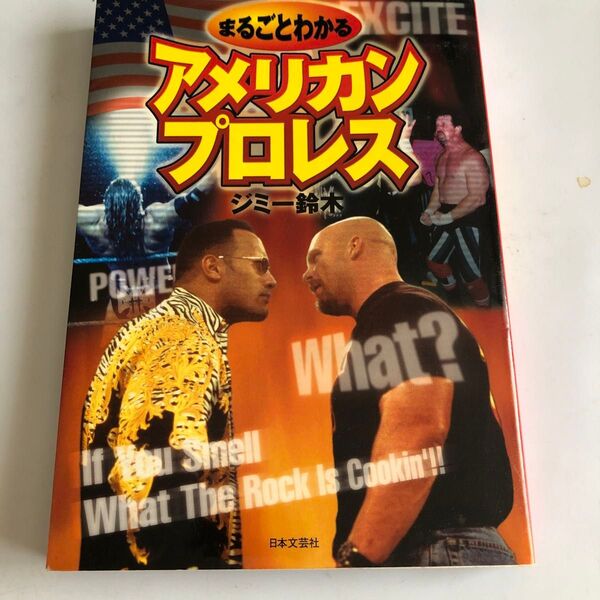 EXCITE
まるごとわかる
アメリカン
プロレス
ジミー鈴木
POWE
What?
If You Smell
What The Rock Is Cookin'!!
日本文芸社